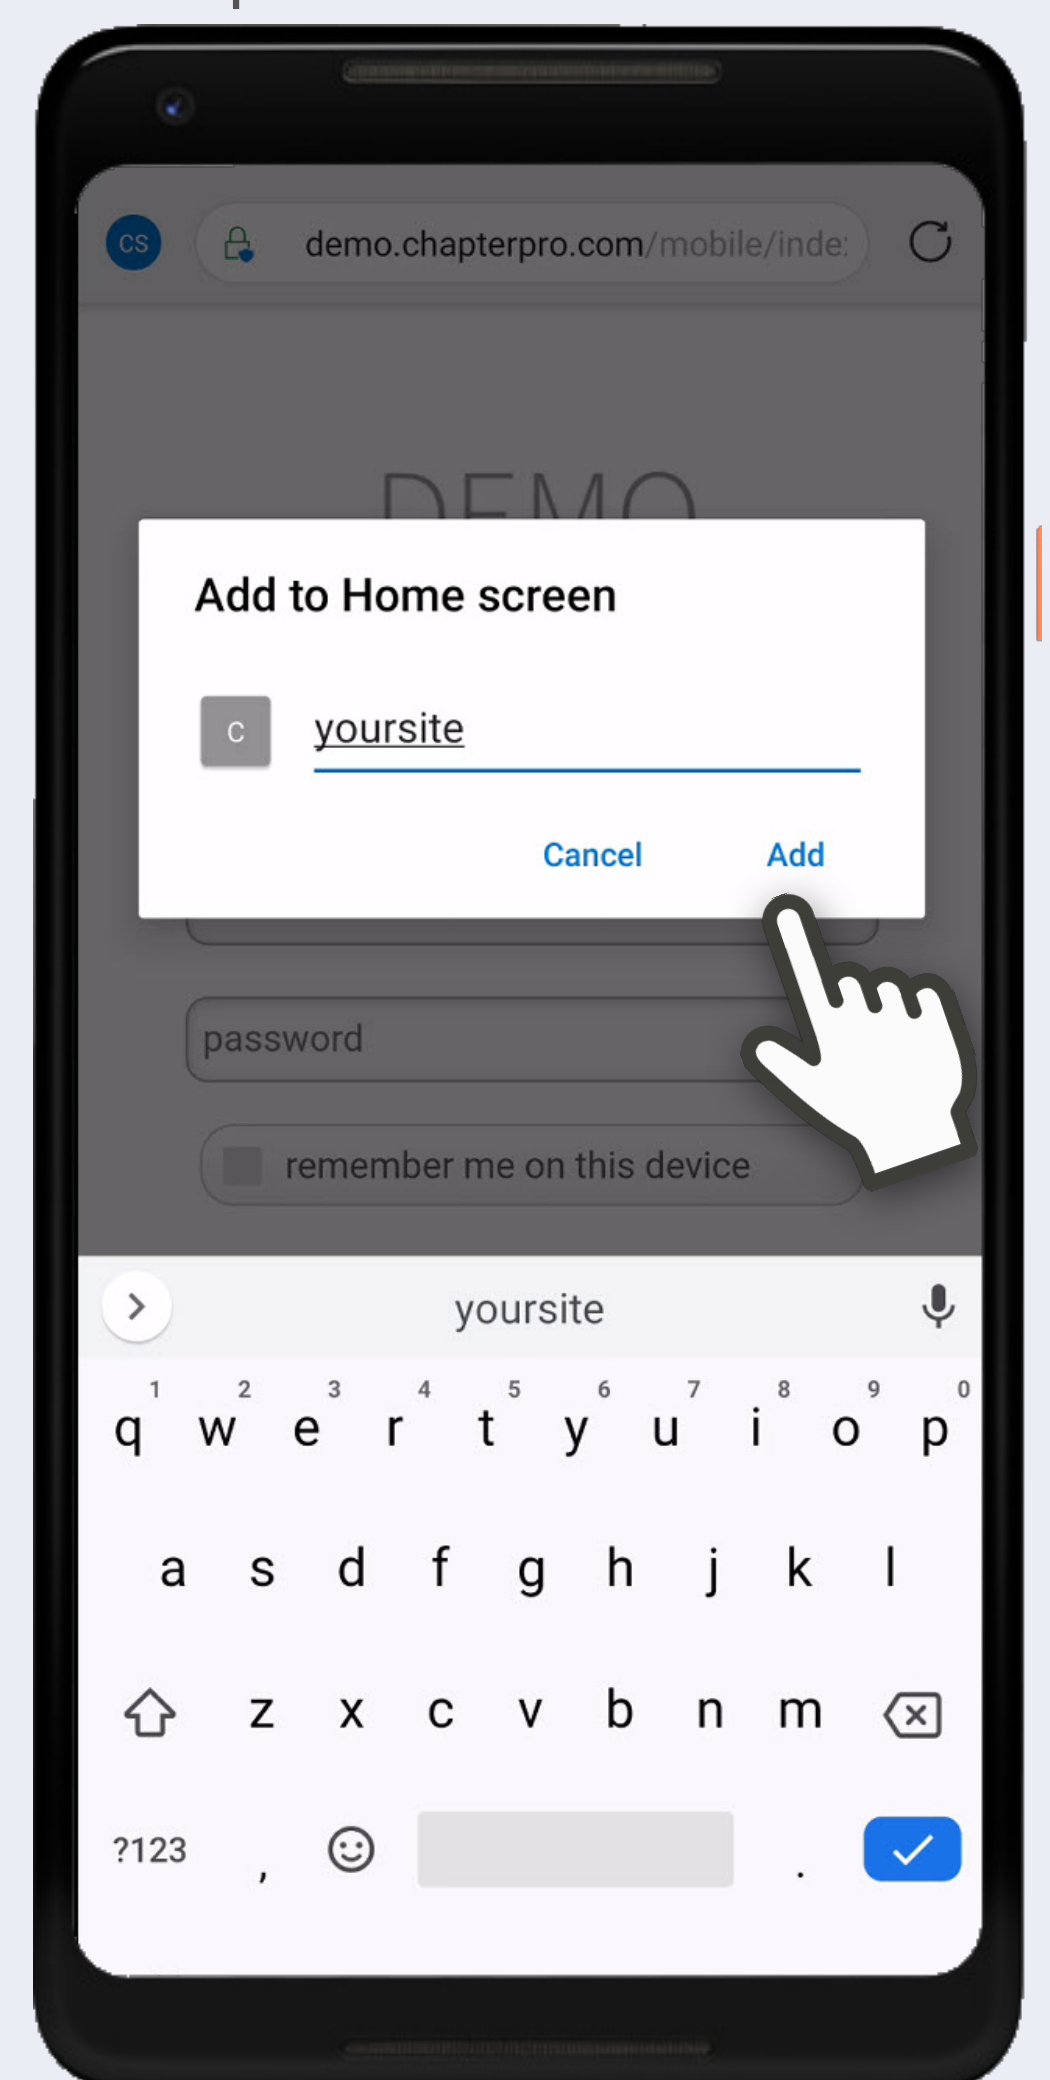 CS demo.chapterpro.com/mobile/inde
DEMO
Add to Home screen
C yoursite
Cancel Add
password
remember me on this device
yoursite
1 2 3 4 5 6 7 8 9 0
q w e r t y u i o p
a s d f g h j k l
z x c v b n m
?123 , .